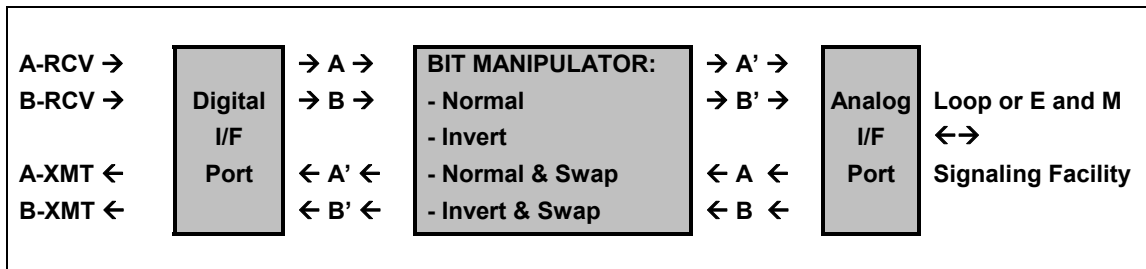 A-RCV → → A → BIT MANIPULATOR: → A’ →
B-RCV → Digital → B → - Normal → B’ → Analog Loop or E and M
I/F - Invert I/F ←→
A-XMT ← Port ← A’ ← - Normal & Swap ← A ← Port Signaling Facility
B-XMT ← ← B’ ← - Invert & Swap ← B ←